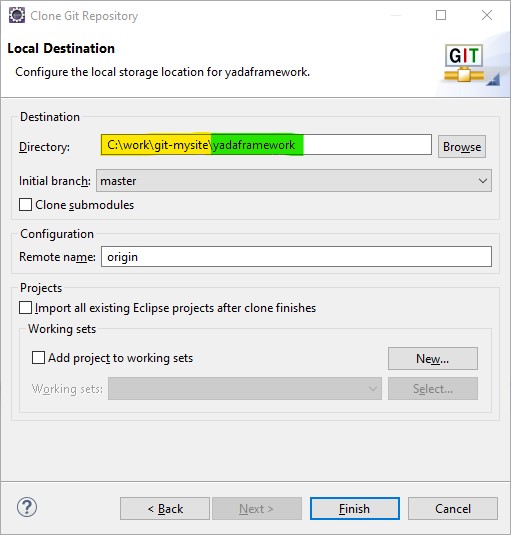 Clone Git Repository
Local Destination
Configure the local storage location for yadaframework.
GIT
Destination
Directory: C:\work\git-mysite\yadaframework Browse
Initial branch: master
Clone submodules
Configuration
Remote name: origin
Projects
Import all existing Eclipse projects after clone finishes
Working sets
Add project to working sets New...
Working sets: Select...
? < Back Next > Finish Cancel